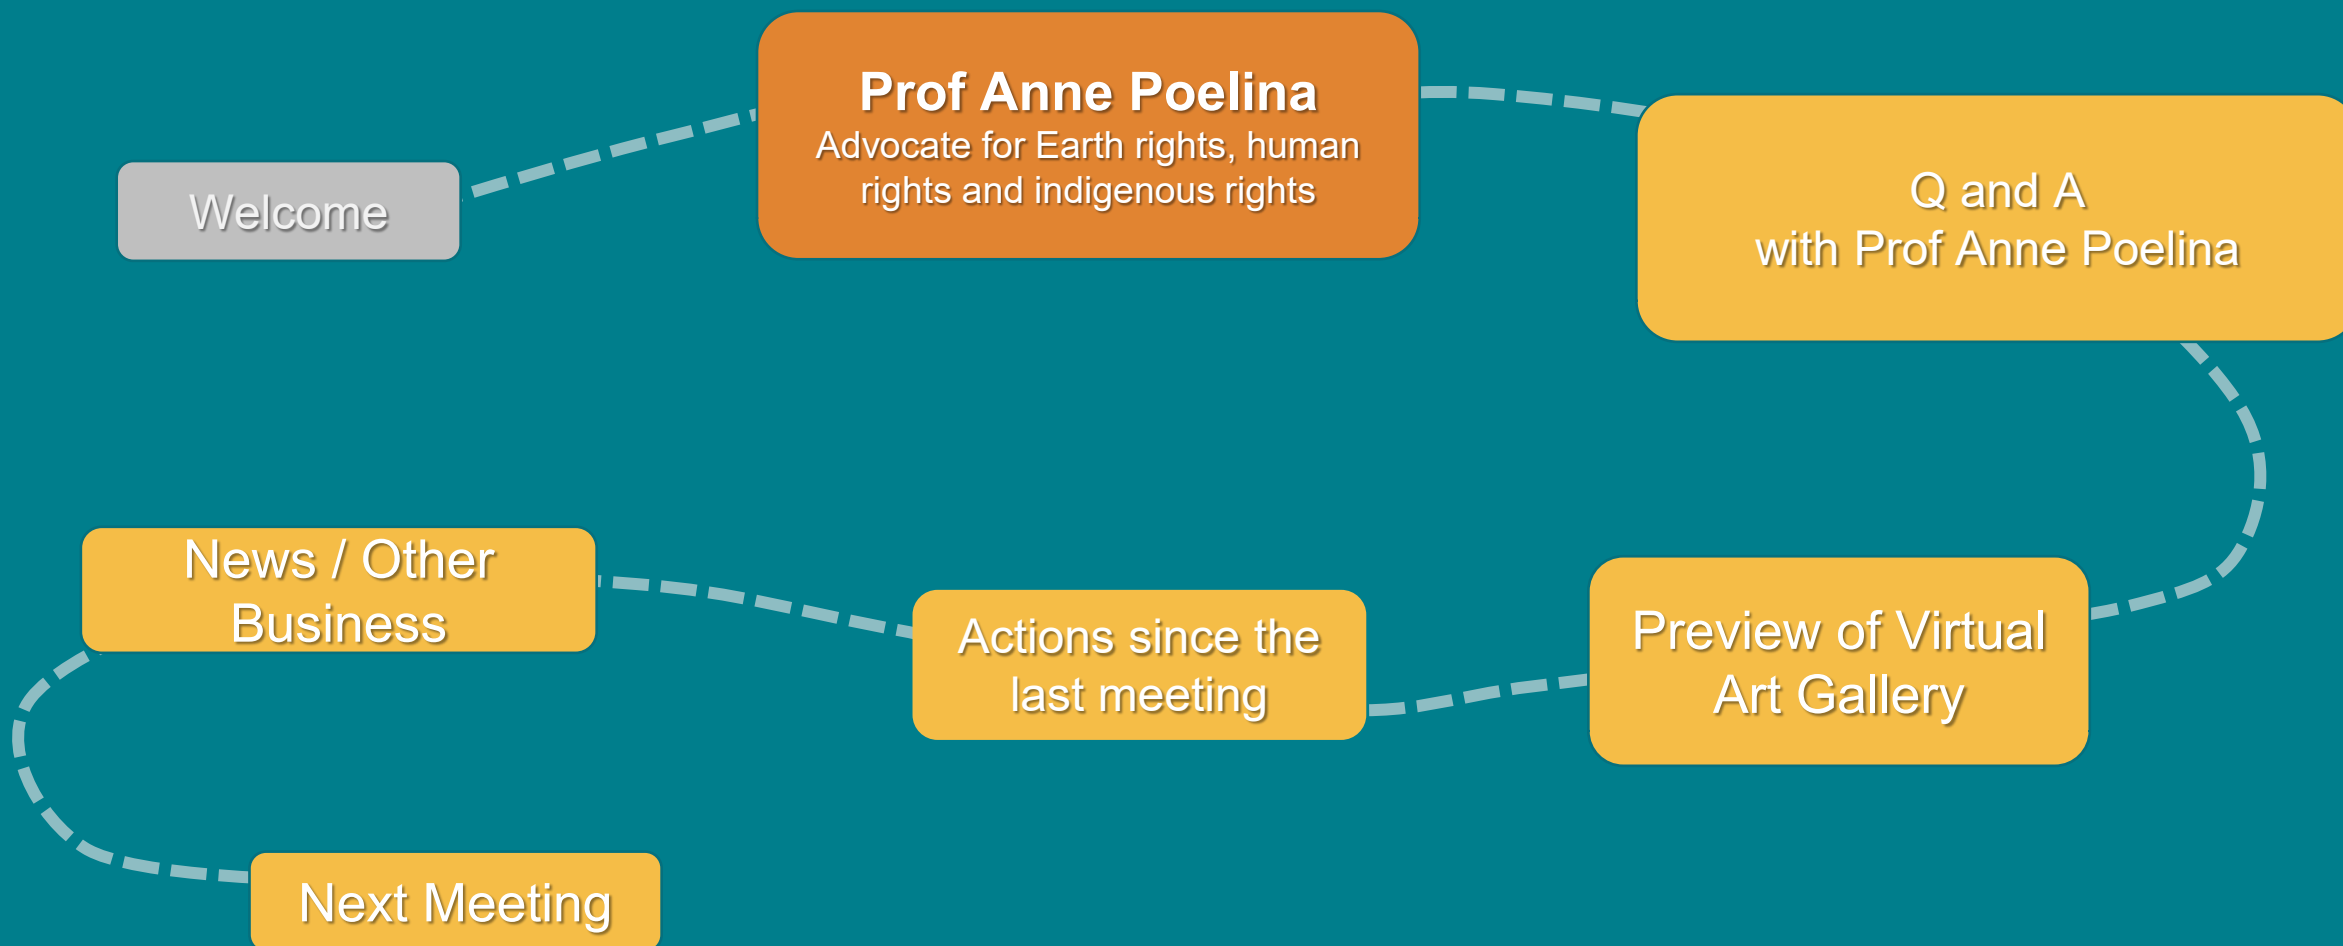 Welcome
Prof Anne Poelina
Advocate for Earth rights, human
rights and indigenous rights
Q and A
with Prof Anne Poelina
Preview of Virtual
Art Gallery
Actions since the
last meeting
News / Other
Business
Next Meeting